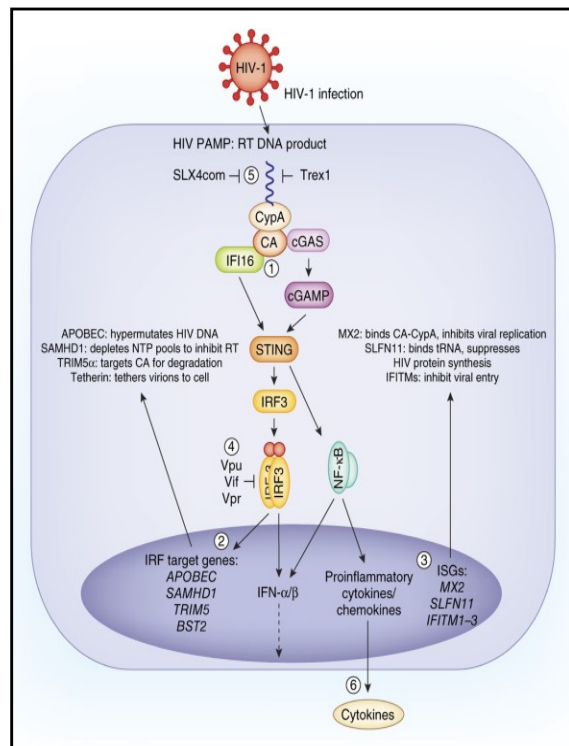 HIV-1
HIV-1 infection
HIV PAMP: RT DNA product
SLX4com
5
Trex1
CypA
CA
cGAS
IFI16
1
cGAMP
APOBEC: hypermutates HIV DNA
SAMHD1: depletes NTP pools to inhibit RT
TRIM5α: targets CA for degradation
Tetherin: tethers virions to cell
MX2: binds CA-CypA, inhibits viral replication
SLFN11: binds tRNA, suppresses
HIV protein synthesis
IFITMs: inhibit viral entry
STING
IRF3
4
Vpu
Vif
Vpr
IRF3
NF-κB
2
IRF target genes:
APOBEC
SAMHD1
TRIM5
BST2
IFN-α/β
Proinflammatory
cytokines/
chemokines
3
ISGs:
MX2
SLFN11
IFITM1–3
6
Cytokines